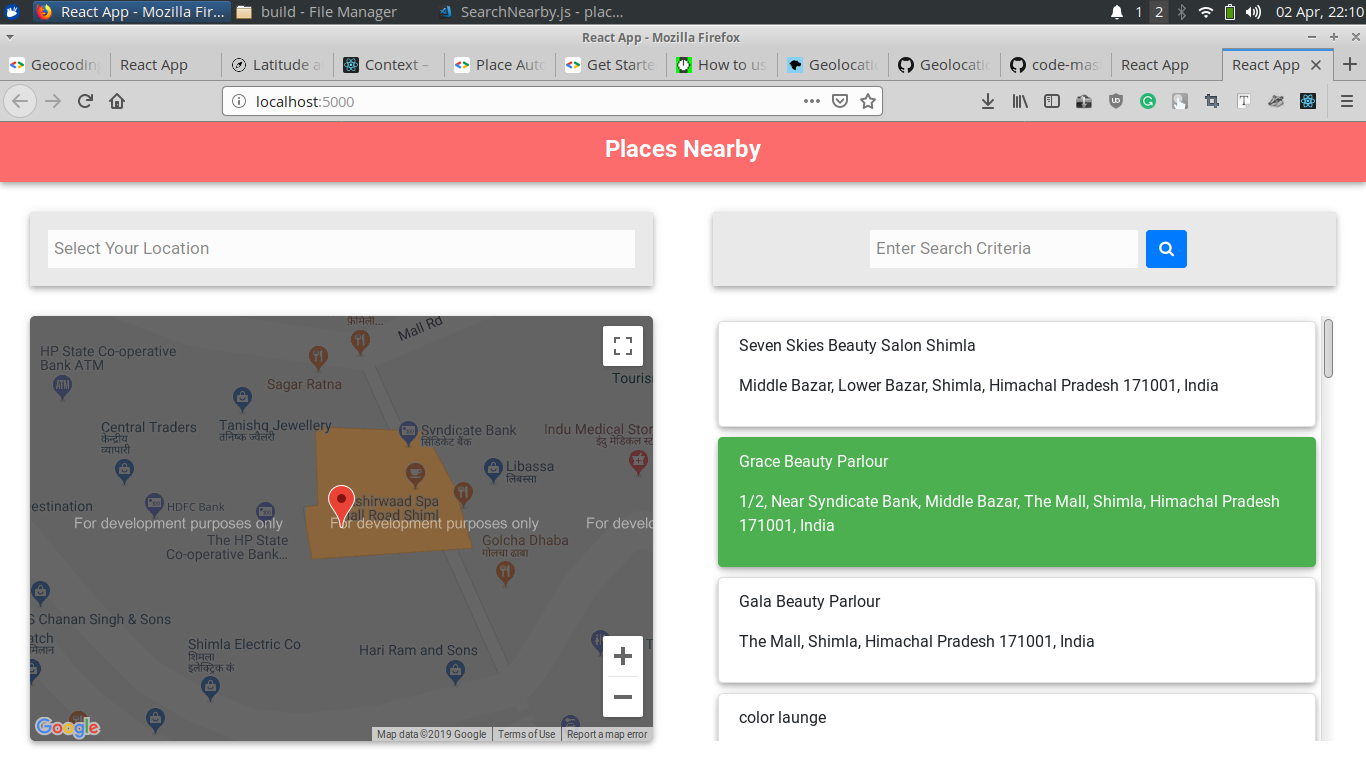 React App - Mozilla Fir...
build - File Manager
SearchNearby.js - plac...
1
2
02 Apr, 22:10
React App - Mozilla Firefox
Geocoding
React App
Latitude a
Context –
Place Auto
Get Starte
How to us
Geolocatio
Geolocatio
code-mas
React App
React App
localhost:5000
Places Nearby
Select Your Location
Enter Search Criteria
Mall Rd
HP State Co-operative
Bank ATM
Sagar Ratna
Touris
Central Traders
केन्द्रीय
व्यापारी
Tanishq Jewellery
तनिष्क ज्वैलरी
Syndicate Bank
सिंडिकेट बैंक
Indu Medical Stor
इंदु मेडिकल स्ट
Libassa
लिबस्सा
estination
HDFC Bank
shirwaad Spa
all Road Shiml
For development purposes only
For development purposes only
For develo
The HP State
Co-operative Bank...
Golcha Dhaba
गोलचा ढाबा
S Chanan Singh & Sons
atch
मिलान
Shimla Electric Co
शिमला
इलेक्ट्रिक कं
Hari Ram and Sons
Google
Map data ©2019 Google
Terms of Use
Report a map error
Seven Skies Beauty Salon Shimla
Middle Bazar, Lower Bazar, Shimla, Himachal Pradesh 171001, India
Grace Beauty Parlour
1/2, Near Syndicate Bank, Middle Bazar, The Mall, Shimla, Himachal Pradesh
171001, India
Gala Beauty Parlour
The Mall, Shimla, Himachal Pradesh 171001, India
color launge